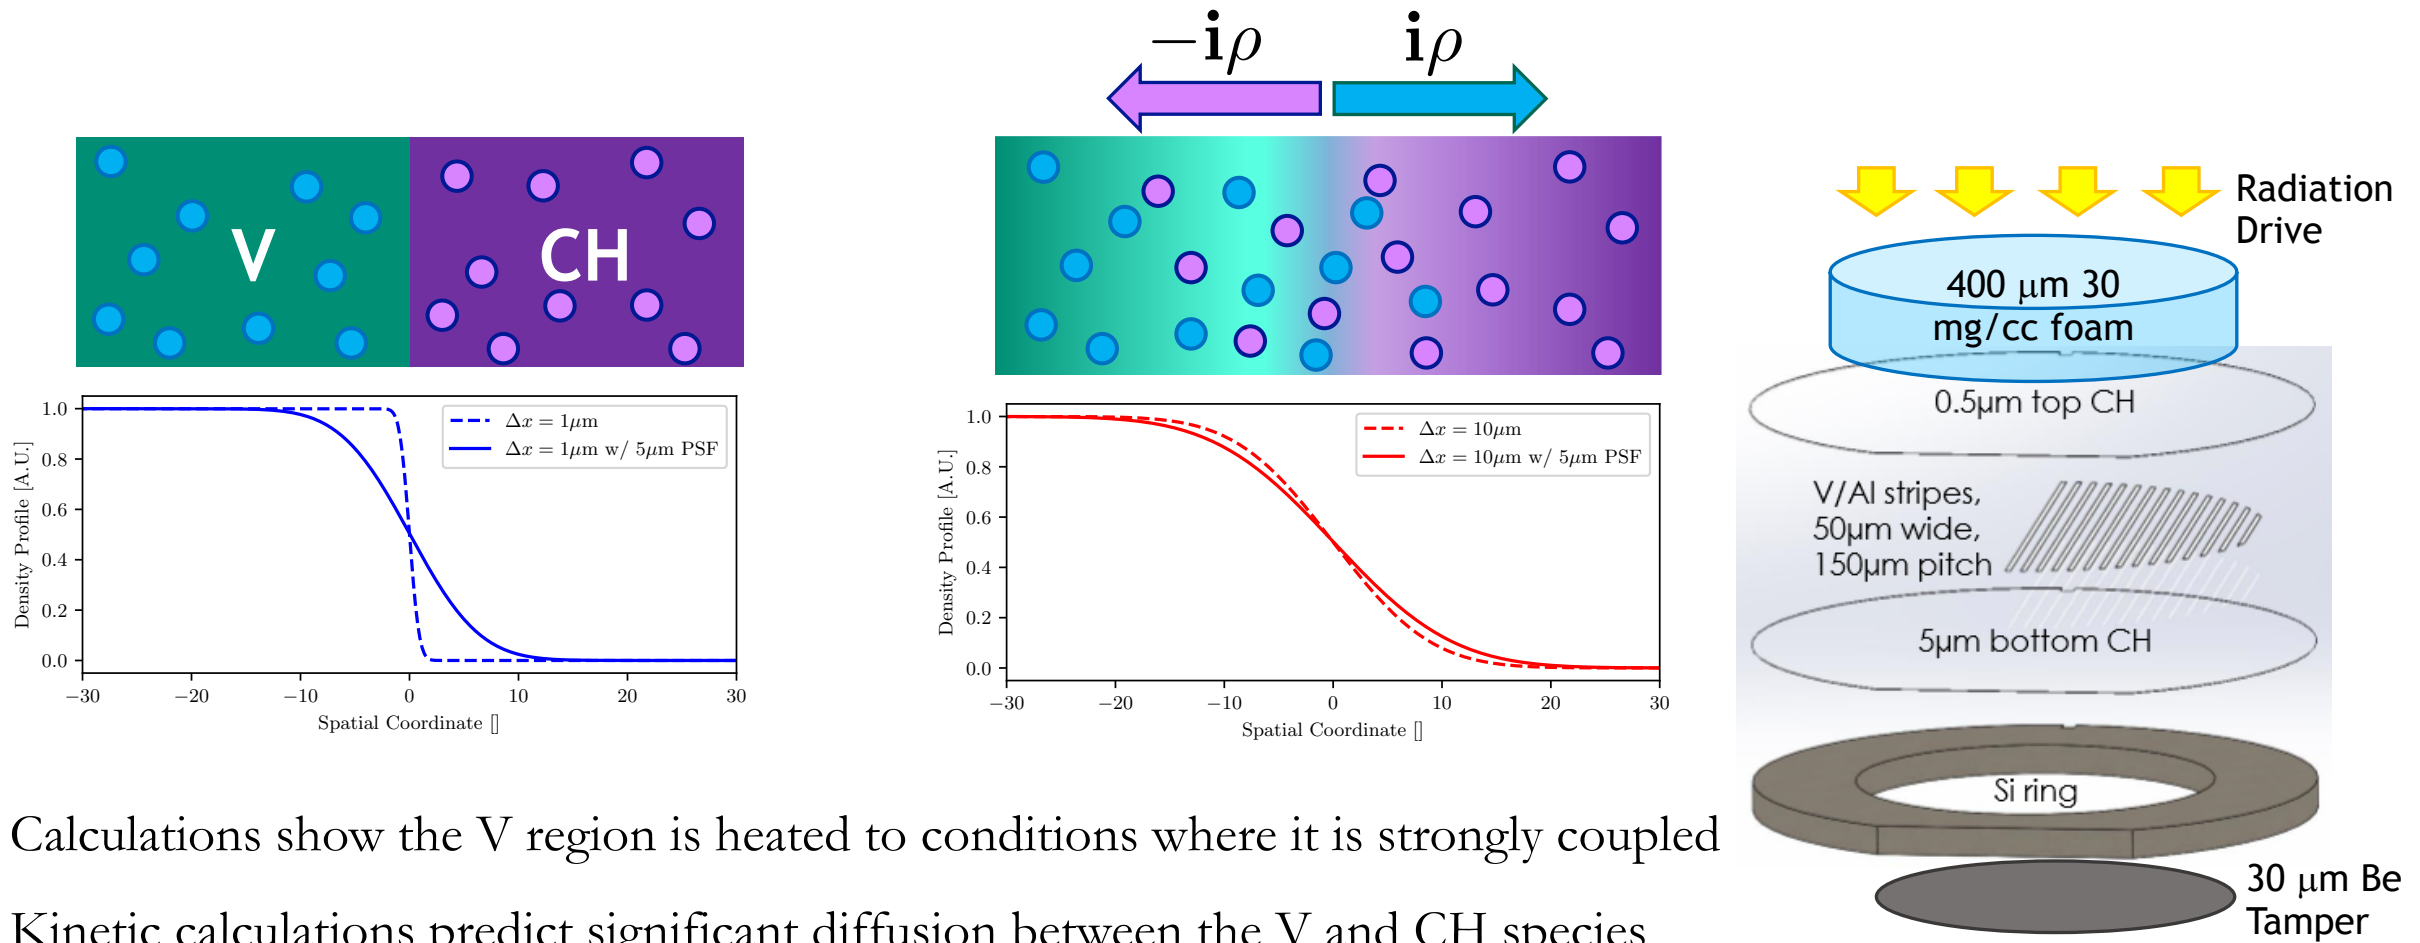 −iρ
iρ
V
CH
1.0
0.8
0.6
0.4
0.2
0.0
Density Profile [A.U.]
Δx = 1μm
Δx = 1μm w/ 5μm PSF
−30
−20
−10
0
10
20
30
Spatial Coordinate []
1.0
0.8
0.6
0.4
0.2
0.0
Density Profile [A.U.]
Δx = 10μm
Δx = 10μm w/ 5μm PSF
−30
−20
−10
0
10
20
30
Spatial Coordinate []
Radiation
Drive
400 μm 30
mg/cc foam
0.5μm top CH
V/Al stripes,
50μm wide,
150μm pitch
5μm bottom CH
Si ring
30 μm Be
Tamper
Calculations show the V region is heated to conditions where it is strongly coupled
Kinetic calculations predict significant diffusion between the V and CH species